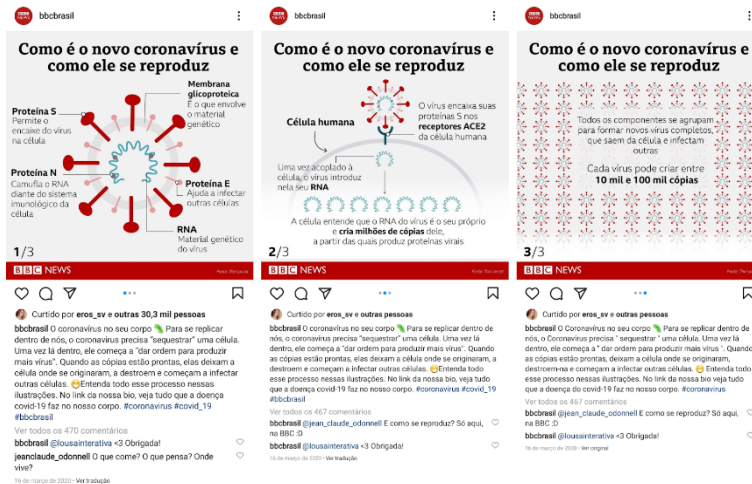 BBC NEWS
bbcbrasil
Como é o novo coronavírus e
como ele se reproduz
Membrana
glicoproteica
É o que envolve
o material
genético
Proteína S
Permite o
encaixe do vírus
na célula
Proteína N
Camufla o RNA
diante do sistema
imunológico da
célula
Proteína E
Ajuda a infectar
outras células
RNA
Material genético
do vírus
1/3
BBC NEWS
Curtido por eros_sv e outras 30,3 mil pessoas
bbcbrasil O coronavírus no seu corpo Para se replicar
dentro de nós, o coronavírus precisa "sequestrar" uma célula.
Uma vez lá dentro, ele começa a "dar ordem para produzir
mais vírus". Quando as cópias estão prontas, elas deixam a
célula onde se originaram, a destroem e começam a infectar
outras células. Entenda todo esse processo nessas
ilustrações. No link da nossa bio, veja tudo que a doença
covid-19 faz no nosso corpo. #coronavirus #covid_19
#bbcbrasil
Ver todos os 470 comentários
bbcbrasil @lousainterativa <3 Obrigada!
jeanclaude_odonnell O que come? O que pensa? Onde
vive?
16 de março de 2020 · Ver tradução
BBC NEWS
bbcbrasil
Como é o novo coronavírus e
como ele se reproduz
Célula humana
O vírus encaixa suas
proteínas S nos
receptores ACE2
da célula humana
Uma vez acoplado à
célula, o vírus introduz
nela seu RNA
A célula entende que o RNA do vírus é o seu próprio
e cria milhões de cópias dele,
a partir das quais produz proteínas virais
2/3
BBC NEWS
Curtido por eros_sv e outras pessoas
bbcbrasil O Coronavírus no seu corpo Para se replicar dentro de
nós, o coronavírus precisa "sequestrar" uma célula. Uma vez lá
dentro, ele começa a "dar ordem para produzir mais vírus". Quando
as cópias estão prontas, elas deixam a célula onde se originaram, a
destroem e começam a infectar outras células. Entenda todo
esse processo nessas ilustrações. No link da nossa bio, veja tudo
que a doença covid-19 faz no nosso corpo. #coronavirus #covid_19
#bbcbrasil
Ver todos os 467 comentários
bbcbrasil @jean_claude_odonnell E como se reproduz? Só aqui,
na BBC :D
bbcbrasil @lousainterativa <3 Obrigada!
16 de março de 2020 · Ver tradução
BBC NEWS
bbcbrasil
Como é o novo coronavírus e
como ele se reproduz
Todos os componentes se agrupam
para formar novos vírus completos,
que saem da célula e infectam
outras
Cada vírus pode criar entre
10 mil e 100 mil cópias
3/3
BBC NEWS
Curtido por eros_sv e outras pessoas
bbcbrasil O Coronavírus no seu corpo Para se replicar dentro de
nós, o Coronavírus precisa " sequestrar " uma célula. Uma vez lá
dentro, ele começa a " dar ordem para produzir mais vírus ". Quando
as cópias estão prontas, deixam a célula onde se originaram,
destroem-na e começam a infectar outras células. Entenda todo
esse processo nessas ilustrações. No link da nossa bio veja tudo
que a doença do covid-19 faz no nosso corpo. #coronavirus
Ver todos os 467 comentários
bbcbrasil @jean_claude_odonnell E como se reproduz? Só aqui,
na BBC :D
bbcbrasil @lousainterativa <3 Obrigada!
16 de março de 2020 · Ver original